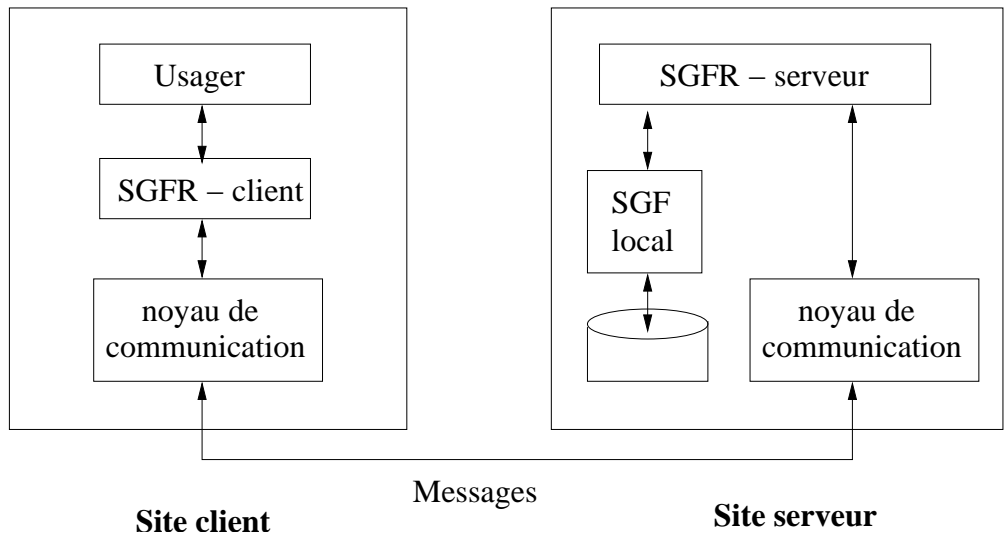 Usager
SGFR – client
noyau de
communication
SGFR – serveur
SGF
local
noyau de
communication
Messages
Site client
Site serveur